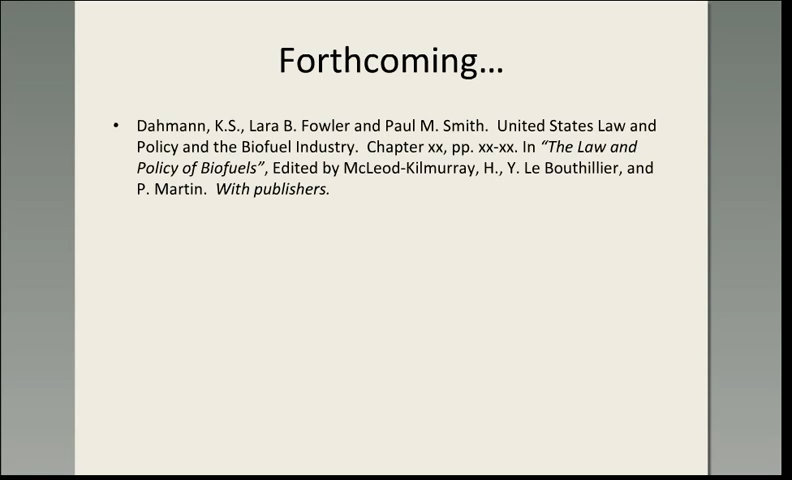 Forthcoming…
• Dahmann, K.S., Lara B. Fowler and Paul M. Smith.  United States Law and
Policy and the Biofuel Industry.  Chapter xx, pp. xx-xx. In “The Law and
Policy of Biofuels”, Edited by McLeod-Kilmurray, H., Y. Le Bouthillier, and
P. Martin.  With publishers.